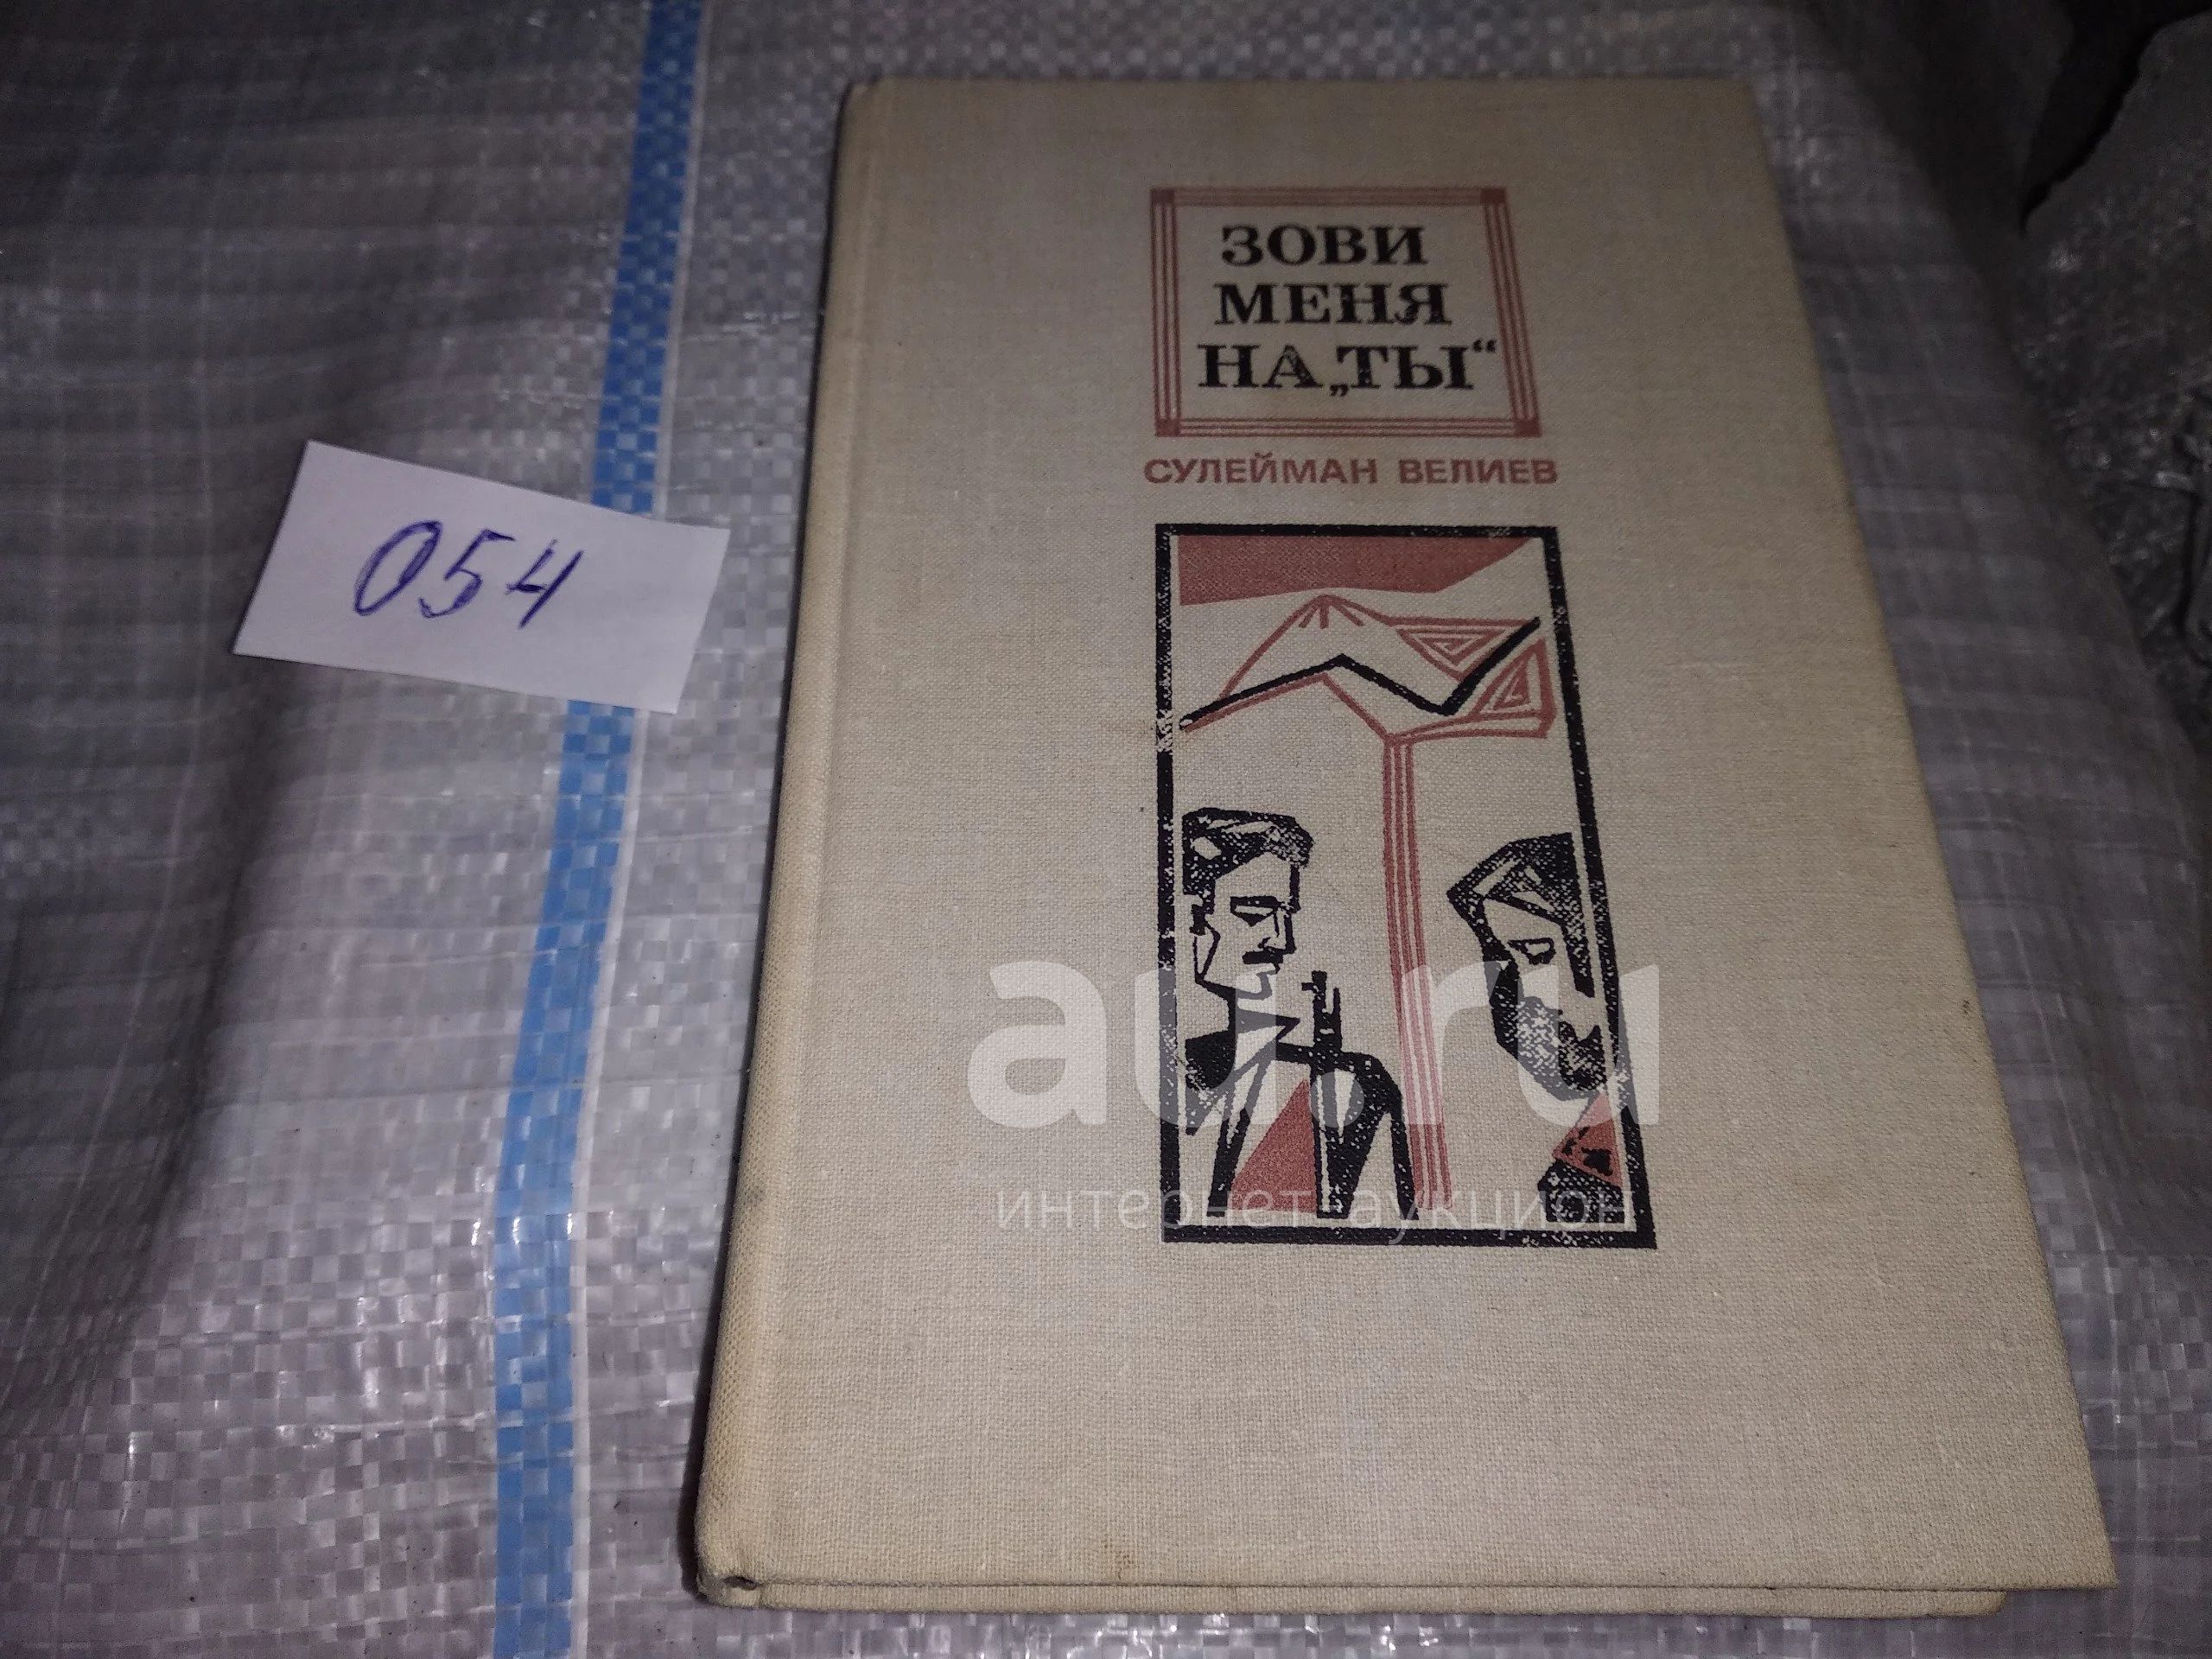 ЗОВИ
МЕНЯ
НА„ТЫ“
СУЛЕЙМАН ВЕЛИЕВ
054
au.ru
интернет-аукцион